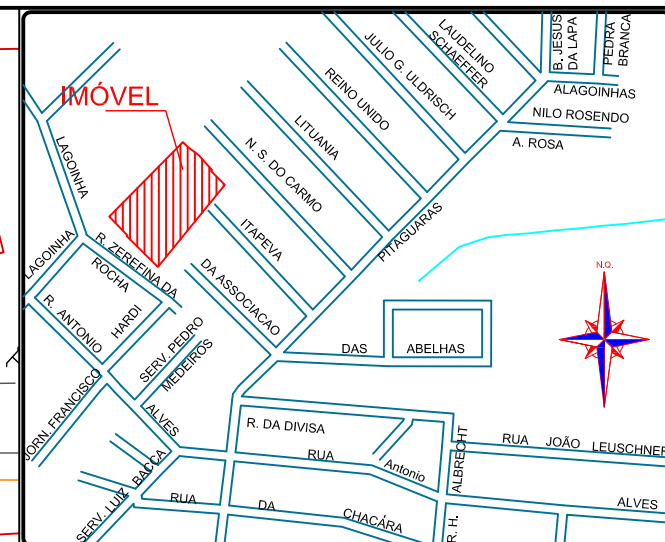 B. JESUS
DA LAPA
PEDRA
BRANCA
LAUDELINO
SCHAEFFER
JULIO G. ULDRISCH
REINO UNIDO
ALAGOINHAS
IMÓVEL
NILO ROSENDO
A. ROSA
LITUANIA
LAGOINHA
N. S. DO CARMO
PITAGUARAS
ITAPEVA
LAGOINHA
R. ZEREFINA DA
ROCHA
DA ASSOCIACAO
N.Q.
R. ANTONIO
HARDI
SERV. PEDRO
MEDEIROS
DAS
ABELHAS
JORN. FRANCISCO
ALVES
R. DA DIVISA
ALBRECHT
RUA
JOÃO
LEUSCHNER
RUA
Antonio
SERV. LUIZ
BACCA
RUA
DA
CHACÁRA
R. H.
ALVES